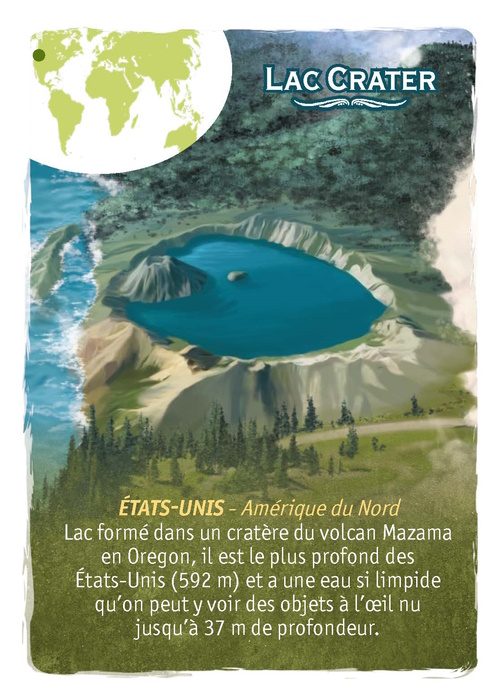 Lac Crater
ÉTATS-UNIS - Amérique du Nord
Lac formé dans un cratère du volcan Mazama
en Oregon, il est le plus profond des
États-Unis (592 m) et a une eau si limpide
qu'on peut y voir des objets à l'œil nu
jusqu'à 37 m de profondeur.